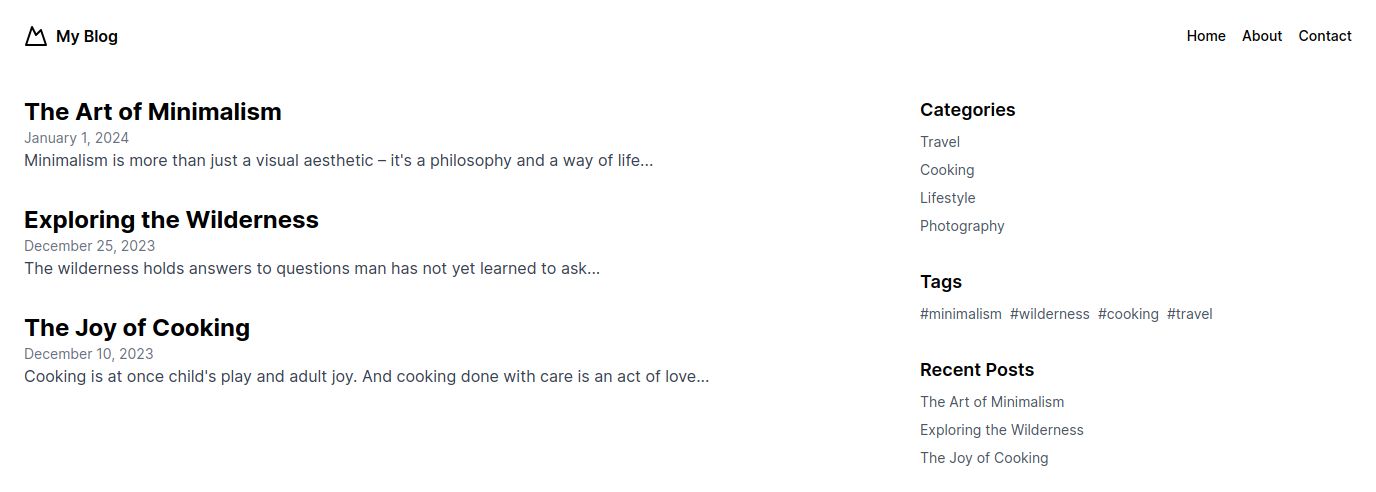 My Blog
Home About Contact
The Art of Minimalism
January 1, 2024
Minimalism is more than just a visual aesthetic – it's a philosophy and a way of life...
Exploring the Wilderness
December 25, 2023
The wilderness holds answers to questions man has not yet learned to ask...
The Joy of Cooking
December 10, 2023
Cooking is at once child's play and adult joy. And cooking done with care is an act of love...
Categories
Travel
Cooking
Lifestyle
Photography
Tags
#minimalism #wilderness #cooking #travel
Recent Posts
The Art of Minimalism
Exploring the Wilderness
The Joy of Cooking